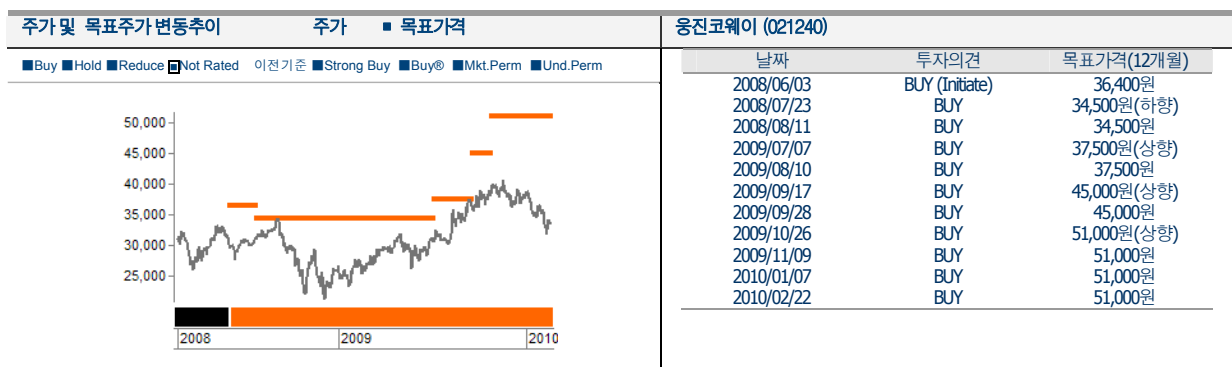 주가 및 목표주가 변동추이 주가 ■ 목표가격
■Buy ■Hold ■Reduce ■Not Rated 이전기준 ■Strong Buy ■Buy® ■Mkt.Perm ■Und.Perm
50,000
45,000
40,000
35,000
30,000
25,000
2008 2009 2010
웅진코웨이 (021240)
날짜 투자의견 목표가격(12개월)
2008/06/03 BUY (Initiate) 36,400원
2008/07/23 BUY 34,500원(하향)
2008/08/11 BUY 34,500원
2009/07/07 BUY 37,500원(상향)
2009/08/10 BUY 37,500원
2009/09/17 BUY 45,000원(상향)
2009/09/28 BUY 45,000원
2009/10/26 BUY 51,000원(상향)
2009/11/09 BUY 51,000원
2010/01/07 BUY 51,000원
2010/02/22 BUY 51,000원